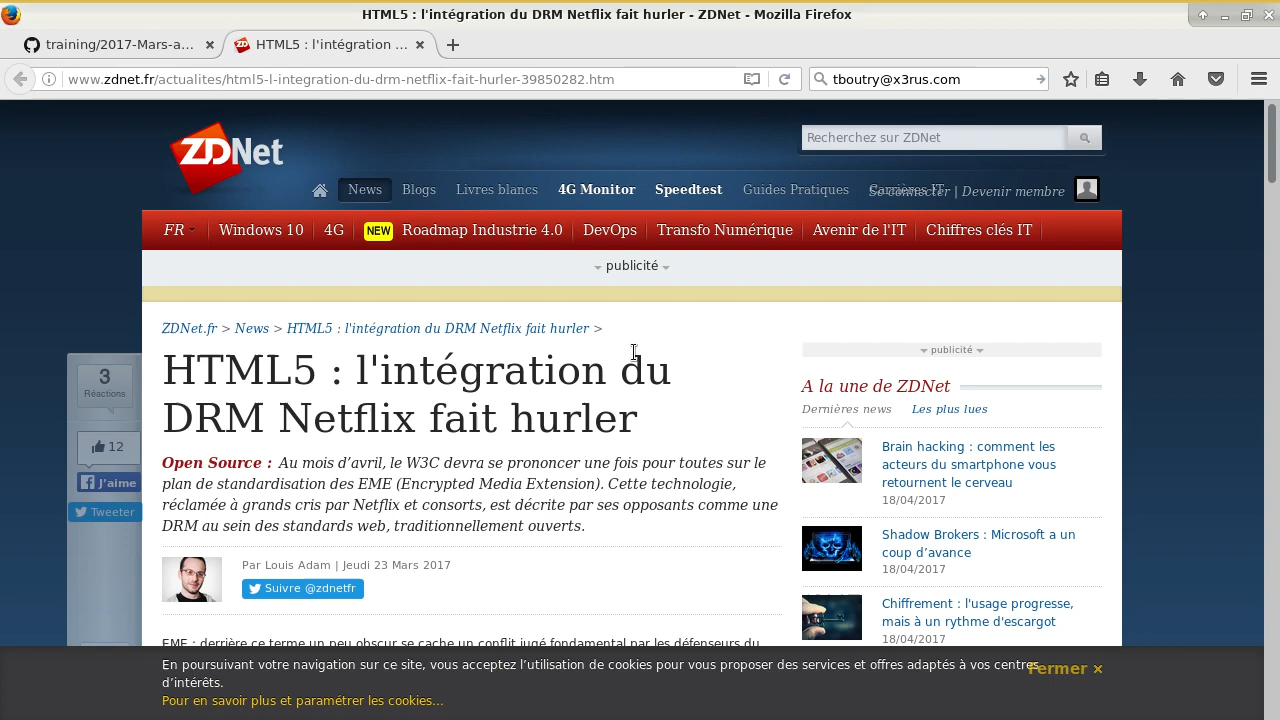 HTML5 : l'intégration du DRM Netflix fait hurler - ZDNet - Mozilla Firefox
training/2017-Mars-a...
HTML5 : l'intégration ...
www.zdnet.fr/actualites/html5-l-integration-du-drm-netflix-fait-hurler-39850282.htm
tboutry@x3rus.com
ZDNet
Recherchez sur ZDNet
News
Blogs
Livres blancs
4G Monitor
Speedtest
Guides Pratiques
Carrières IT
Se connecter | Devenir membre
FR
Windows 10
4G
NEW
Roadmap Industrie 4.0
DevOps
Transfo Numérique
Avenir de l'IT
Chiffres clés IT
publicité
ZDNet.fr > News > HTML5 : l'intégration du DRM Netflix fait hurler >
HTML5 : l'intégration du
DRM Netflix fait hurler
Open Source : Au mois d’avril, le W3C devra se prononcer une fois pour toutes sur le
plan de standardisation des EME (Encrypted Media Extension). Cette technologie,
réclamée à grands cris par Netflix et consorts, est décrite par ses opposants comme une
DRM au sein des standards web, traditionnellement ouverts.
3
Réactions
12
J'aime
Tweeter
Par Louis Adam | Jeudi 23 Mars 2017
Suivre @zdnetfr
EME : derrière ce terme un peu obscur se cache un conflit jugé fondamental par les défenseurs du
publicité
A la une de ZDNet
Dernières news
Les plus lues
Brain hacking : comment les
acteurs du smartphone vous
retournent le cerveau
18/04/2017
Shadow Brokers : Microsoft a un
coup d’avance
18/04/2017
Chiffrement : l'usage progresse,
mais à un rythme d'escargot
18/04/2017
En poursuivant votre navigation sur ce site, vous acceptez l’utilisation de cookies pour vous proposer des services et offres adaptés à vos centres
d’intérêts.
Pour en savoir plus et paramétrer les cookies...
Fermer ×